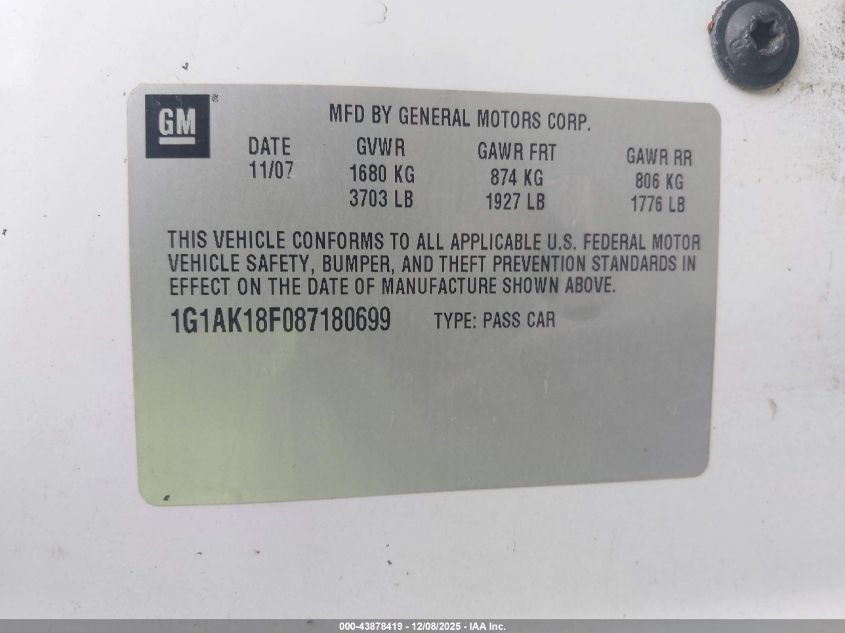 GM®
MFD BY GENERAL MOTORS CORP.
DATE GVWR GAWR FRT GAWR RR
11/07 1680 KG 874 KG 806 KG
3703 LB 1927 LB 1776 LB
THIS VEHICLE CONFORMS TO ALL APPLICABLE U.S. FEDERAL MOTOR
VEHICLE SAFETY, BUMPER, AND THEFT PREVENTION STANDARDS IN
EFFECT ON THE DATE OF MANUFACTURE SHOWN ABOVE.
1G1AK18F087180699 TYPE: PASS CAR
000-43878419 - 12/08/2025 - IAA Inc.